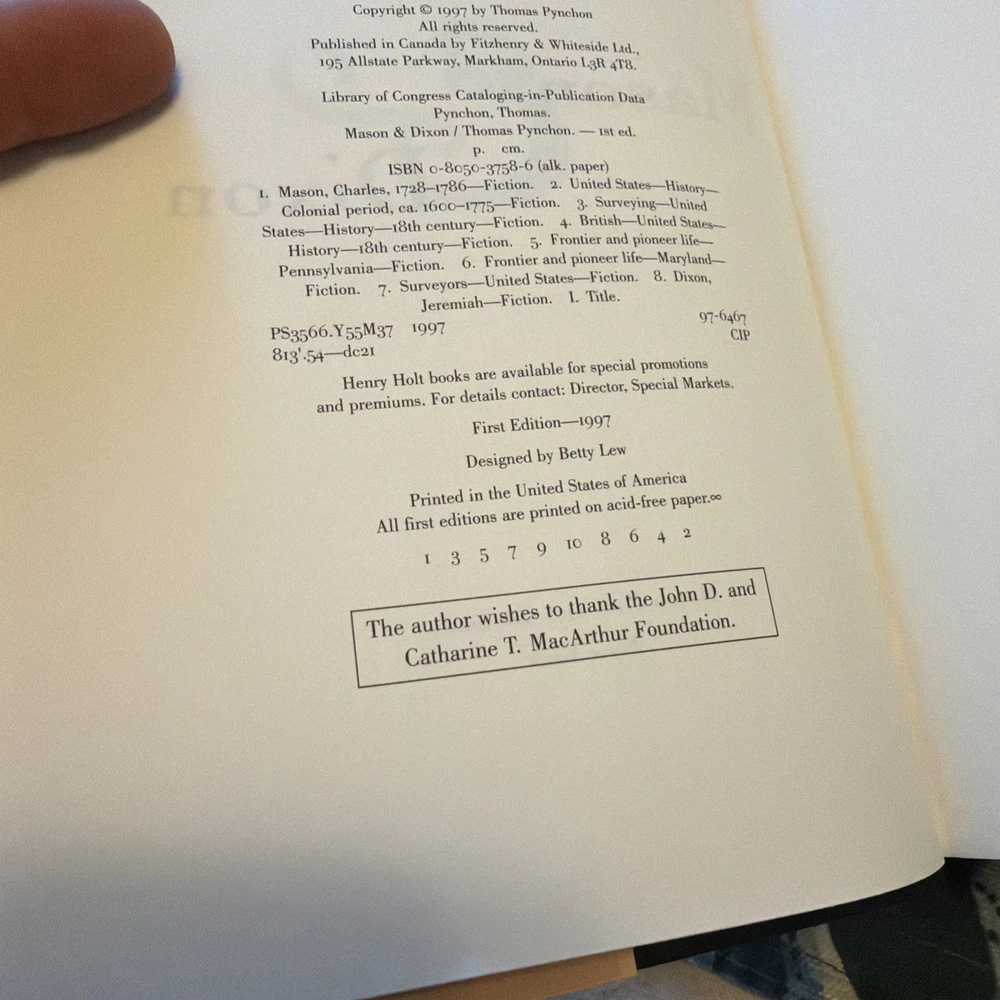 Copyright © 1997 by Thomas Pynchon
All rights reserved.
Published in Canada by Fitzhenry & Whiteside Ltd.,
195 Allstate Parkway, Markham, Ontario L3R 4T8.
Library of Congress Cataloging-in-Publication Data
Pynchon, Thomas.
Mason & Dixon / Thomas Pynchon. — 1st ed.
p. cm.
ISBN 0-8050-3758-6 (alk. paper)
1. Mason, Charles, 1728–1786—Fiction. 2. United States—History—
Colonial period, ca. 1600–1775—Fiction. 3. Surveying—United
States—History—18th century—Fiction. 4. British—United States—
History—18th century—Fiction. 5. Frontier and pioneer life—
Pennsylvania—Fiction. 6. Frontier and pioneer life—Maryland—
Fiction. 7. Surveyors—United States—Fiction. 8. Dixon,
Jeremiah—Fiction. I. Title.
PS3566.Y55M37 1997 97-6467
813'.54—dc21 CIP
Henry Holt books are available for special promotions
and premiums. For details contact: Director, Special Markets.
First Edition—1997
Designed by Betty Lew
Printed in the United States of America
All first editions are printed on acid-free paper.∞
1 3 5 7 9 10 8 6 4 2
The author wishes to thank the John D. and
Catharine T. MacArthur Foundation.